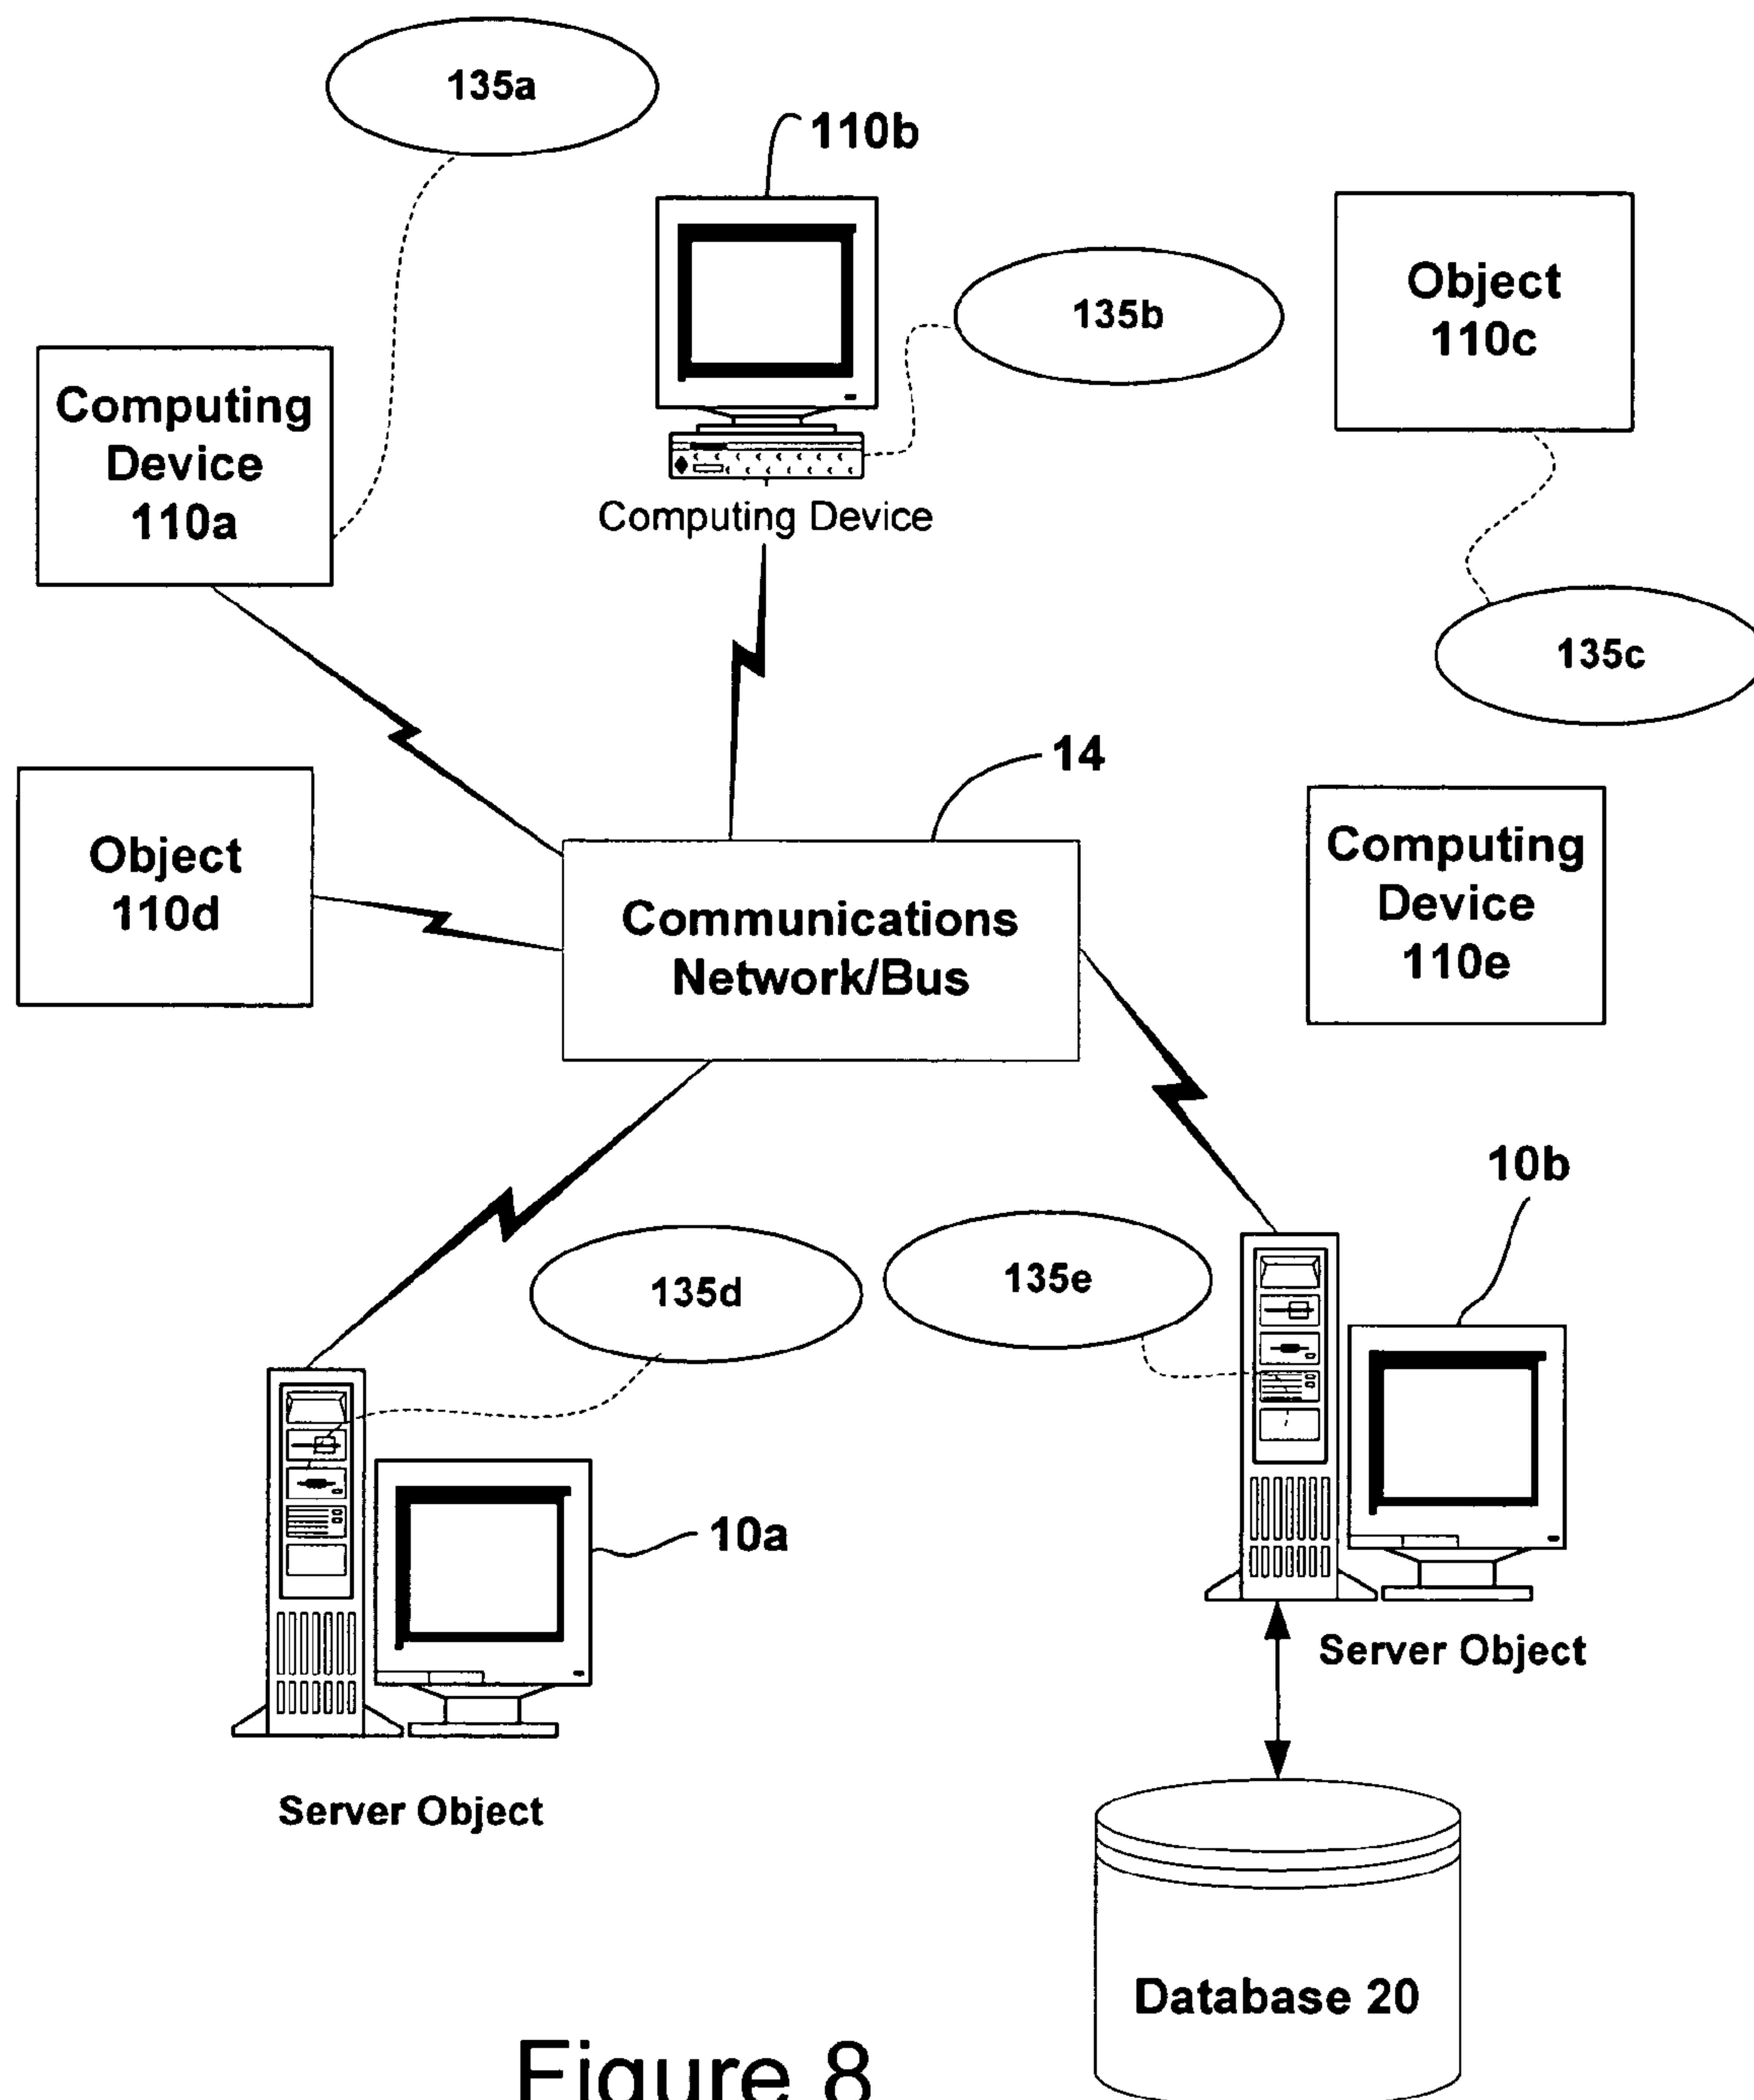 135a
110b
135b
Object
110c
Computing
Device
110a
Computing Device
135c
14
Object
110d
Communications
Network/Bus
Computing
Device
110e
10b
135d
135e
10a
Server Object
Server Object
Database 20
Figure 8